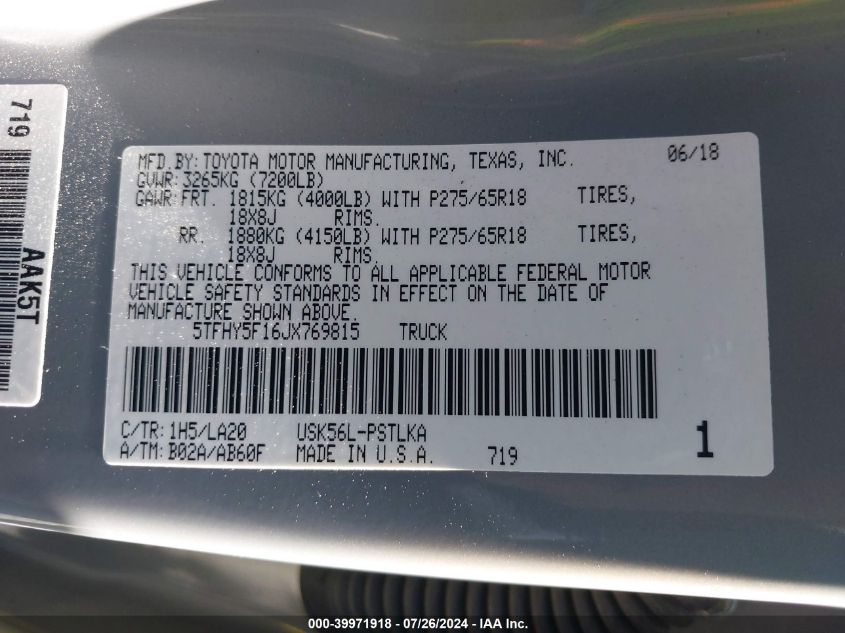 719
AAK5T
MFD.BY:TOYOTA MOTOR MANUFACTURING, TEXAS, INC. 06/18
GVWR:3265KG (7200LB)
GAWR:FRT. 1815KG (4000LB) WITH P275/65R18 TIRES,
18X8J RIMS.
RR. 1880KG (4150LB) WITH P275/65R18 TIRES,
18X8J RIMS.
THIS VEHICLE CONFORMS TO ALL APPLICABLE FEDERAL MOTOR
VEHICLE SAFETY STANDARDS IN EFFECT ON THE DATE OF
MANUFACTURE SHOWN ABOVE.
5TFHY5F16JX769815 TRUCK
C/TR:1H5/LA20 USK56L-PSTLKA
A/TM:B02A/AB60F MADE IN U.S.A. 719 1
000-39971918 - 07/26/2024 - IAA Inc.